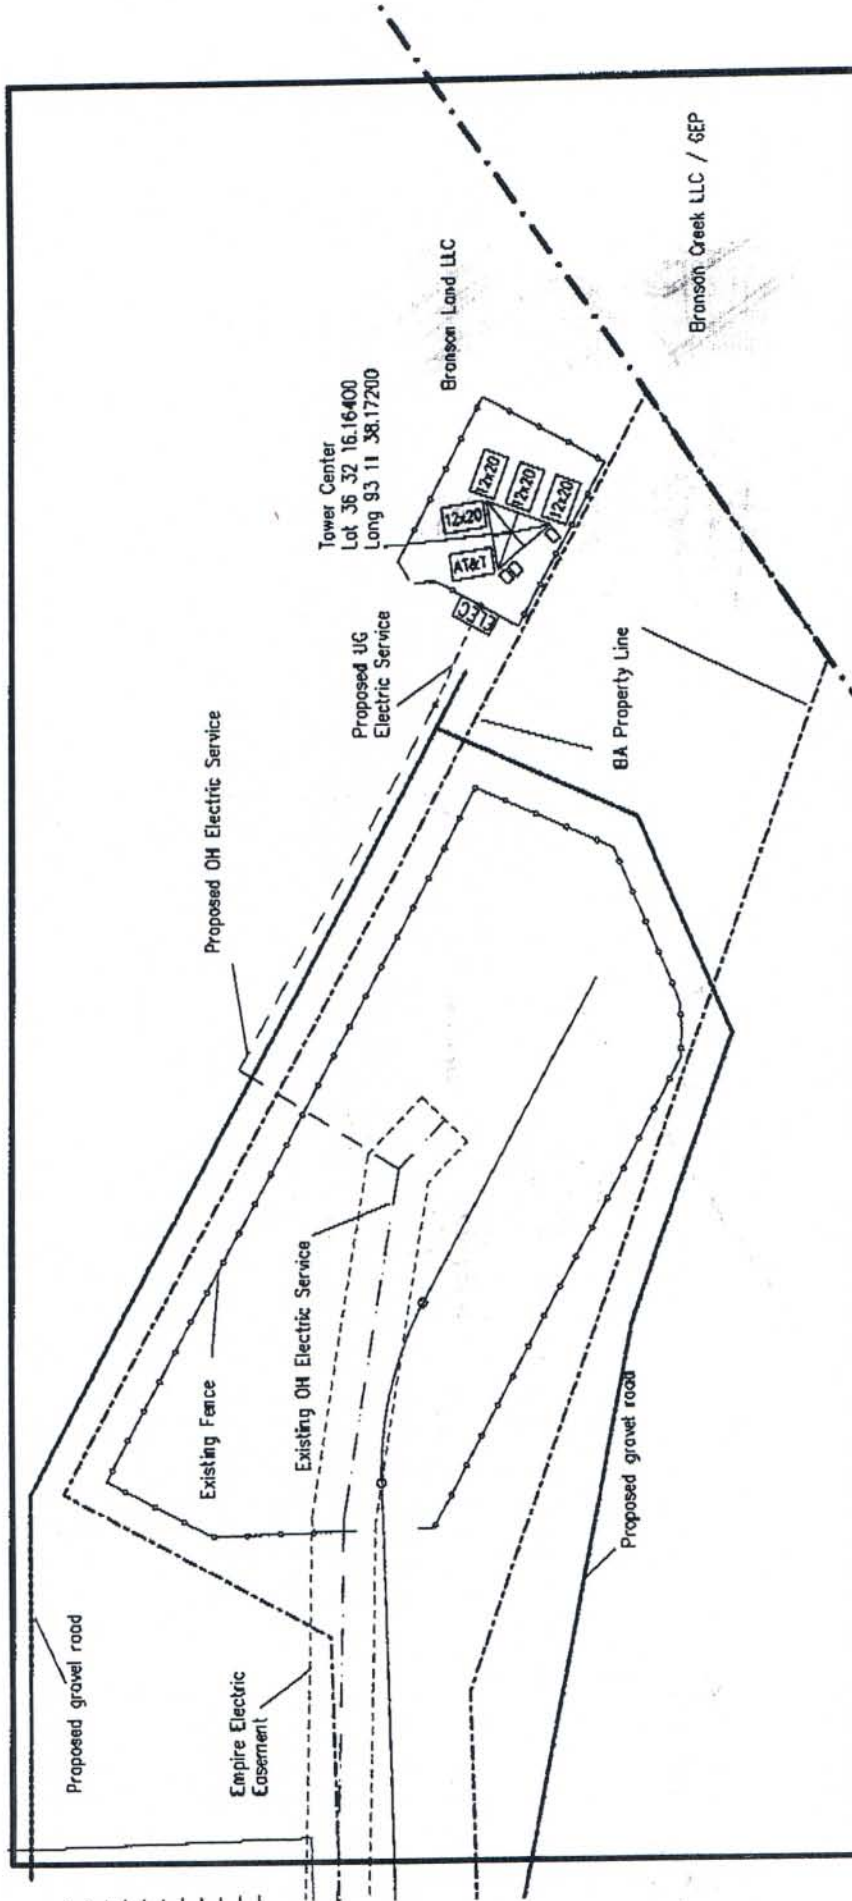 Proposed gravel road
Empire Electric
Easement
Existing Fence
Existing OH Electric Service
Proposed OH Electric Service
Proposed UG
Electric Service
Tower Center
Lat 36 32 16.16400
Long 93 11 38.17200
Branson Land LLC
AT&T
12x20
12x20
12x20
12x20
ELEC
BA Property Line
Branson Creek LLC / GEP
Proposed gravel road